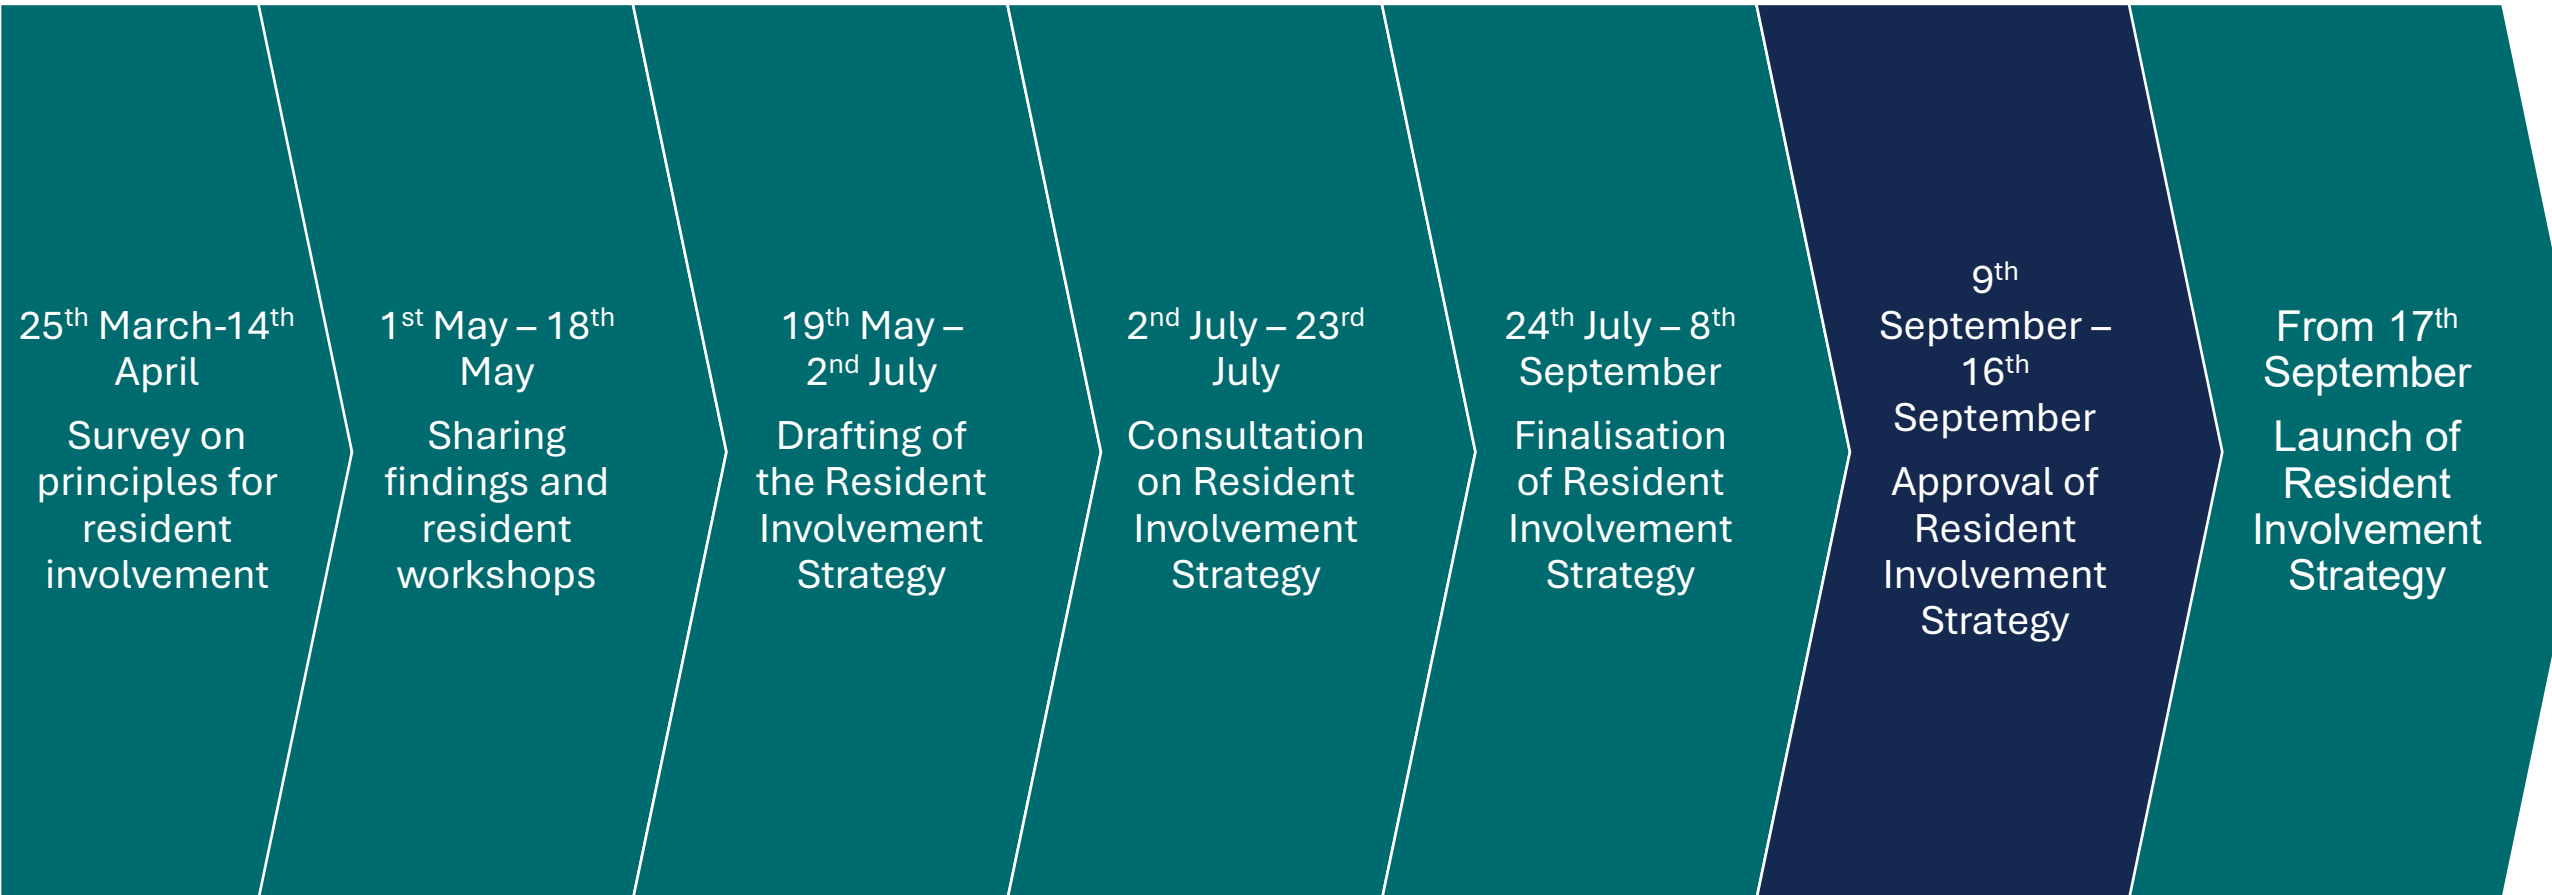 25th March-14th
April
Survey on
principles for
resident
involvement
1st May – 18th
May
Sharing
findings and
resident
workshops
19th May –
2nd July
Drafting of
the Resident
Involvement
Strategy
2nd July – 23rd
July
Consultation
on Resident
Involvement
Strategy
24th July – 8th
September
Finalisation
of Resident
Involvement
Strategy
9th
September –
16th
September
Approval of
Resident
Involvement
Strategy
From 17th
September
Launch of
Resident
Involvement
Strategy